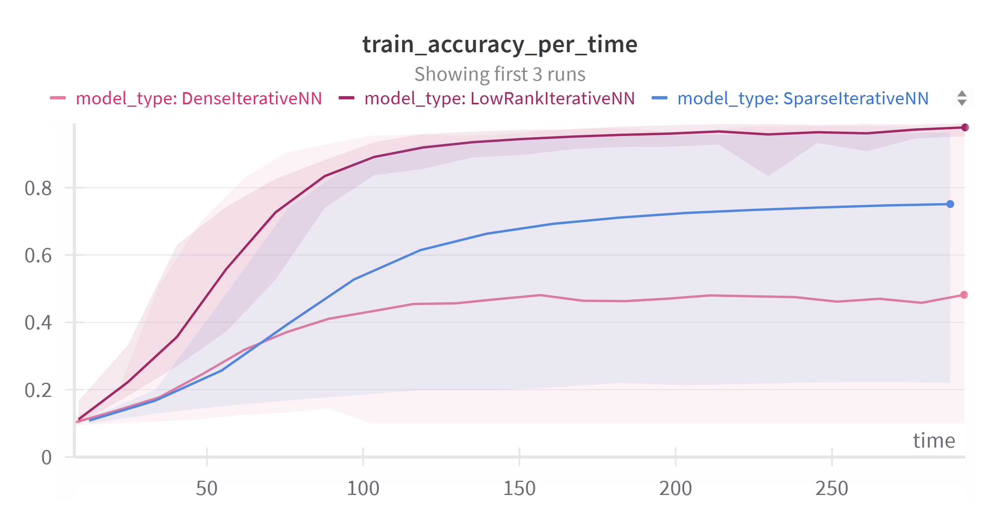 train_accuracy_per_time
Showing first 3 runs
model_type: DenseIterativeNN model_type: LowRankIterativeNN model_type: SparseIterativeNN
0.8
0.6
0.4
0.2
time
0
50 100 150 200 250